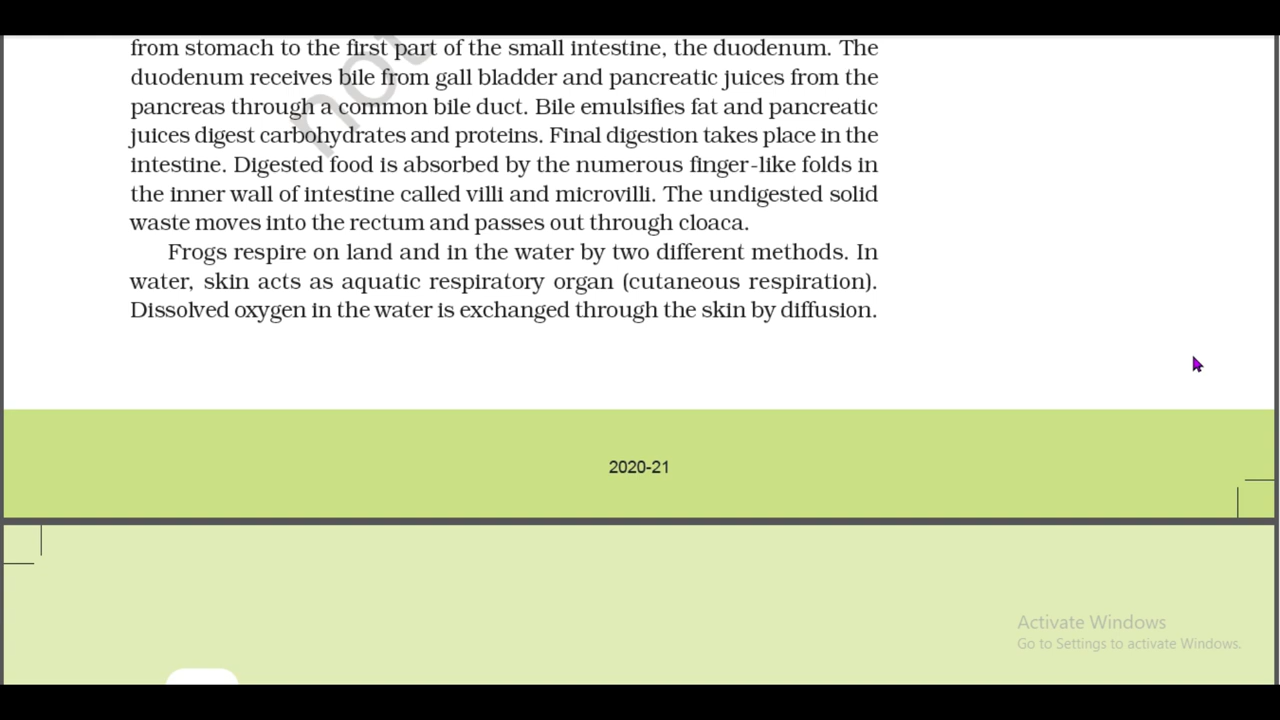 from stomach to the first part of the small intestine, the duodenum. The
duodenum receives bile from gall bladder and pancreatic juices from the
pancreas through a common bile duct. Bile emulsifies fat and pancreatic
juices digest carbohydrates and proteins. Final digestion takes place in the
intestine. Digested food is absorbed by the numerous finger-like folds in
the inner wall of intestine called villi and microvilli. The undigested solid
waste moves into the rectum and passes out through cloaca.
Frogs respire on land and in the water by two different methods. In
water, skin acts as aquatic respiratory organ (cutaneous respiration).
Dissolved oxygen in the water is exchanged through the skin by diffusion.
not
2020-21
Activate Windows
Go to Settings to activate Windows.